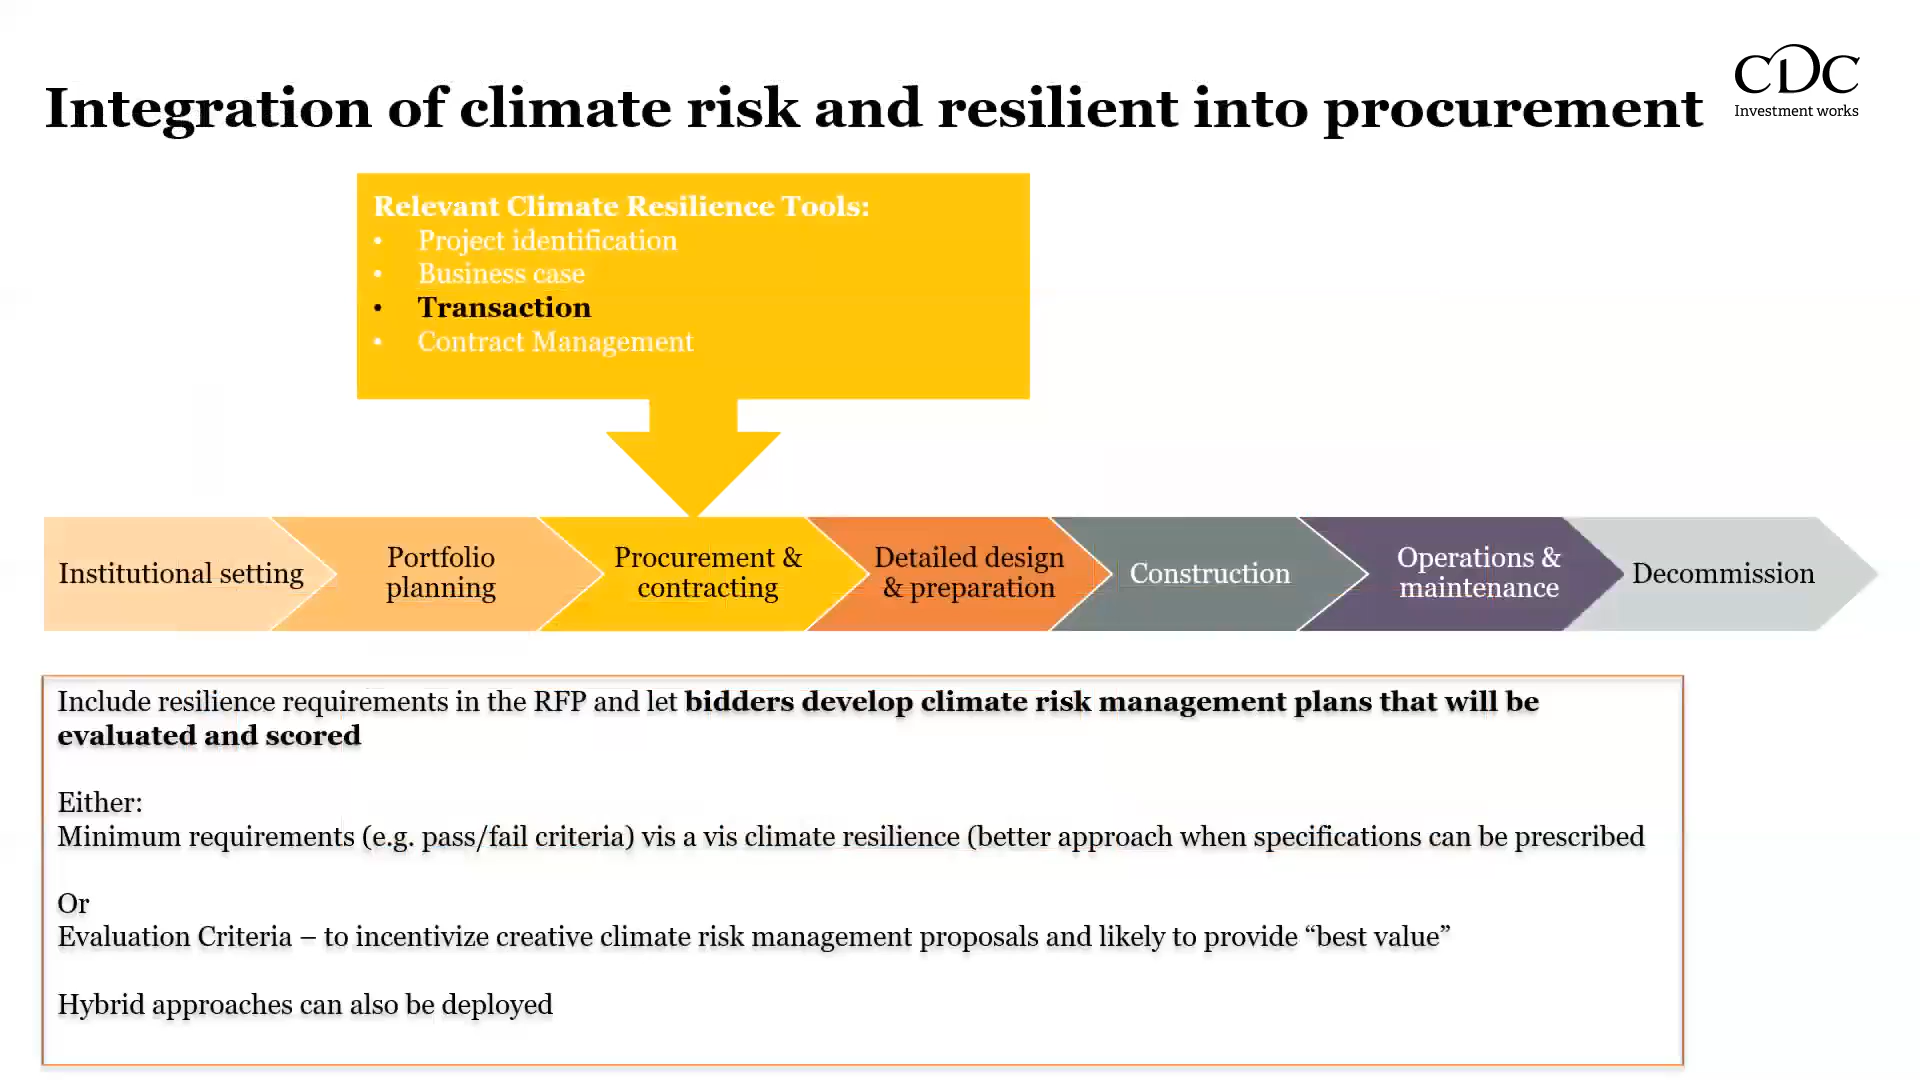 Integration of climate risk and resilient into procurement
CDC
Investment works
Relevant Climate Resilience Tools:
• Project identification
• Business case
• Transaction
• Contract Management
Institutional setting
Portfolio
planning
Procurement &
contracting
Detailed design
& preparation
Construction
Operations &
maintenance
Decommission
Include resilience requirements in the RFP and let bidders develop climate risk management plans that will be
evaluated and scored
Either:
Minimum requirements (e.g. pass/fail criteria) vis a vis climate resilience (better approach when specifications can be prescribed
Or
Evaluation Criteria – to incentivize creative climate risk management proposals and likely to provide “best value”
Hybrid approaches can also be deployed